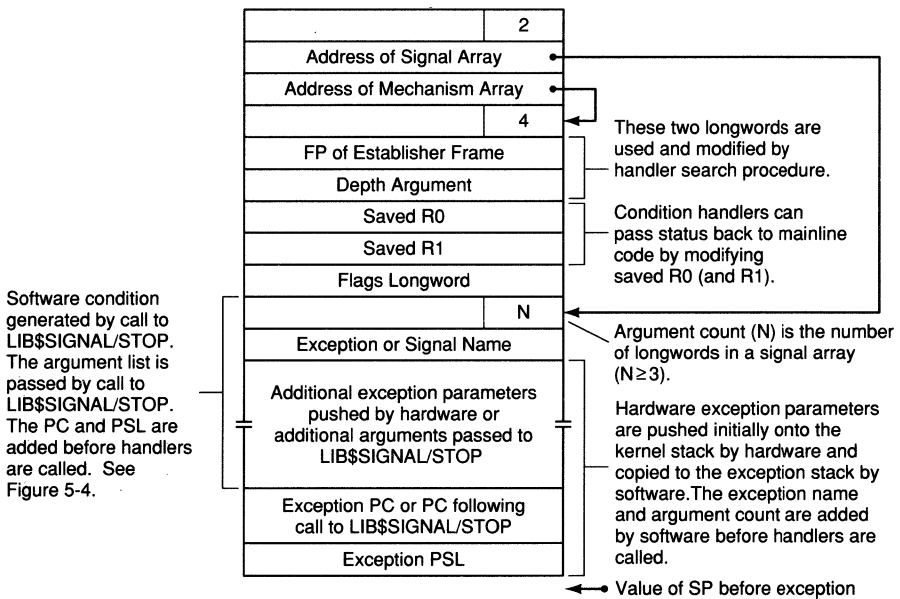 2
Address of Signal Array
Address of Mechanism Array
4
FP of Establisher Frame
Depth Argument
Saved R0
Saved R1
Flags Longword
N
Exception or Signal Name
Additional exception parameters
pushed by hardware or
additional arguments passed to
LIB$SIGNAL/STOP
Exception PC or PC following
call to LIB$SIGNAL/STOP
Exception PSL
Software condition
generated by call to
LIB$SIGNAL/STOP.
The argument list is
passed by call to
LIB$SIGNAL/STOP.
The PC and PSL are
added before handlers
are called. See
Figure 5-4.
These two longwords are
used and modified by
handler search procedure.
Condition handlers can
pass status back to mainline
code by modifying
saved R0 (and R1).
Argument count (N) is the number
of longwords in a signal array
(N≥3).
Hardware exception parameters
are pushed initially onto the
kernel stack by hardware and
copied to the exception stack by
software.The exception name
and argument count are added
by software before handlers are
called.
Value of SP before exception